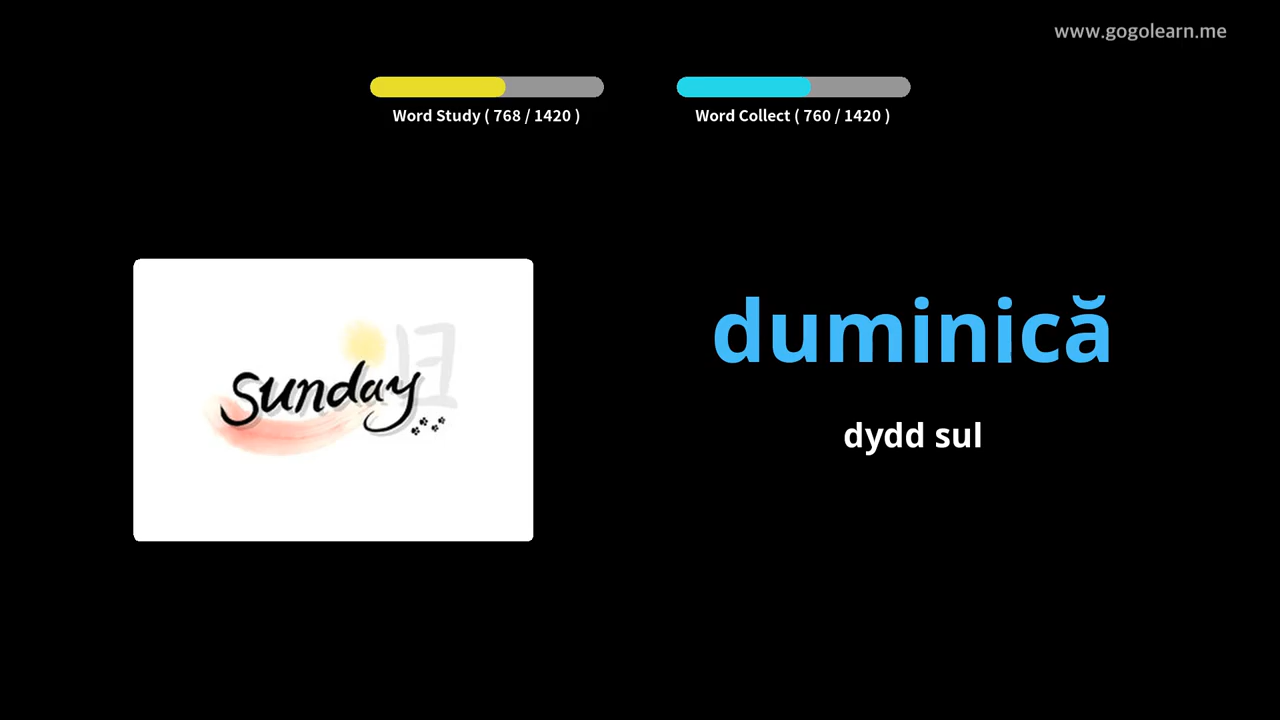 www.gogolearn.me
Word Study ( 768 / 1420 )
Word Collect ( 760 / 1420 )
Sunday
duminică
dydd sul